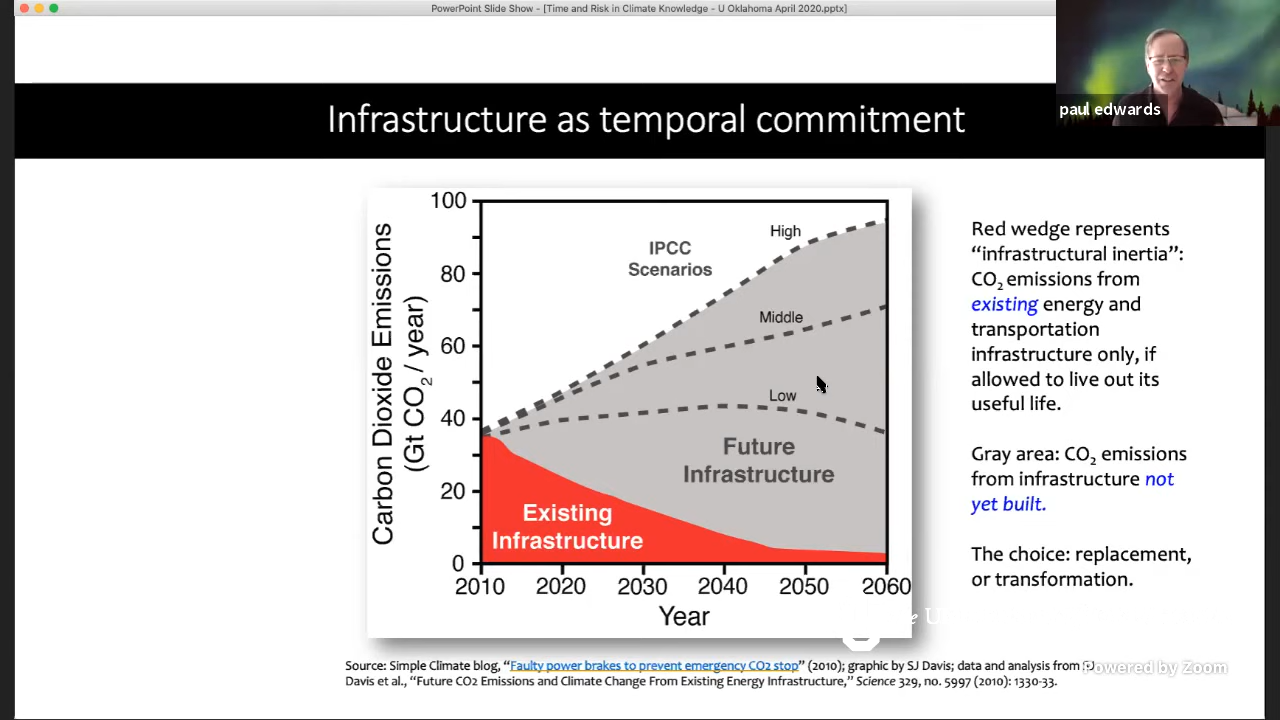 PowerPoint Slide Show - [Time and Risk in Climate Knowledge - U Oklahoma April 2020.pptx]
paul edwards
Infrastructure as temporal commitment
Carbon Dioxide Emissions
(Gt CO2 / year)
100
80
60
40
20
0
IPCC
Scenarios
High
Middle
Low
Future
Infrastructure
Existing
Infrastructure
2010 2020 2030 2040 2050 2060
Year
Red wedge represents
“infrastructural inertia”:
CO2 emissions from
existing energy and
transportation
infrastructure only, if
allowed to live out its
useful life.
Gray area: CO2 emissions
from infrastructure not
yet built.
The choice: replacement,
or transformation.
Source: Simple Climate blog, “Faulty power brakes to prevent emergency CO2 stop” (2010); graphic by SJ Davis; data and analysis from
Davis et al., “Future CO2 Emissions and Climate Change From Existing Energy Infrastructure,” Science 329, no. 5997 (2010): 1330-33.
Powered by Zoom